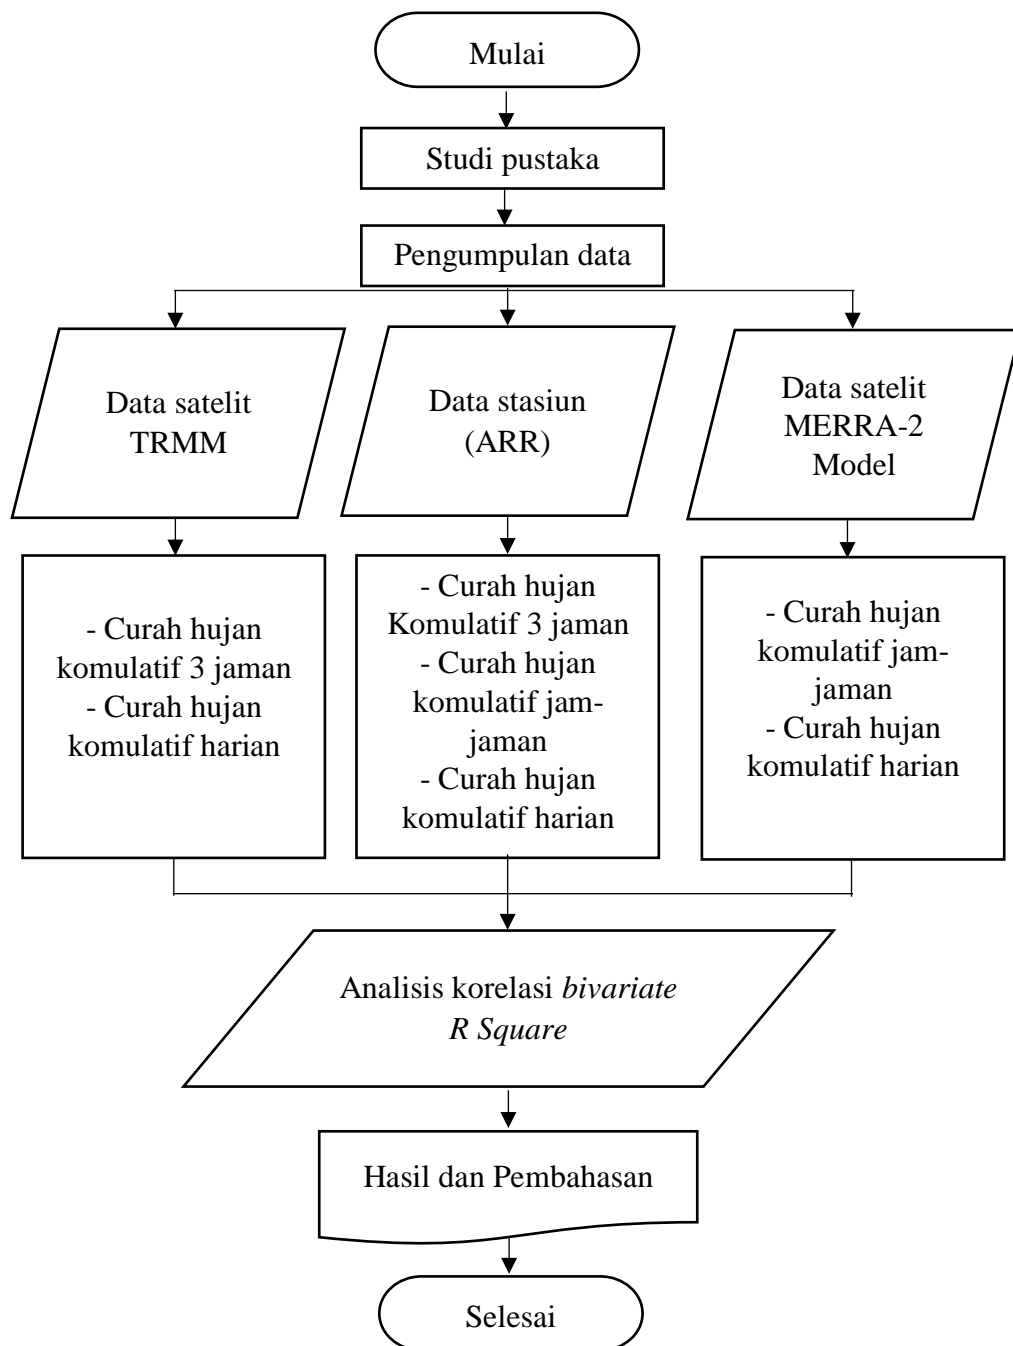 Mulai
Studi pustaka
Pengumpulan data
Data satelit
TRMM
Data stasiun
(ARR)
Data satelit
MERRA-2
Model
- Curah hujan
komulatif 3 jaman
- Curah hujan
komulatif harian
- Curah hujan
Komulatif 3 jaman
- Curah hujan
komulatif jam-
jaman
- Curah hujan
komulatif harian
- Curah hujan
komulatif jam-
jaman
- Curah hujan
komulatif harian
Analisis korelasi bivariate
R Square
Hasil dan Pembahasan
Selesai